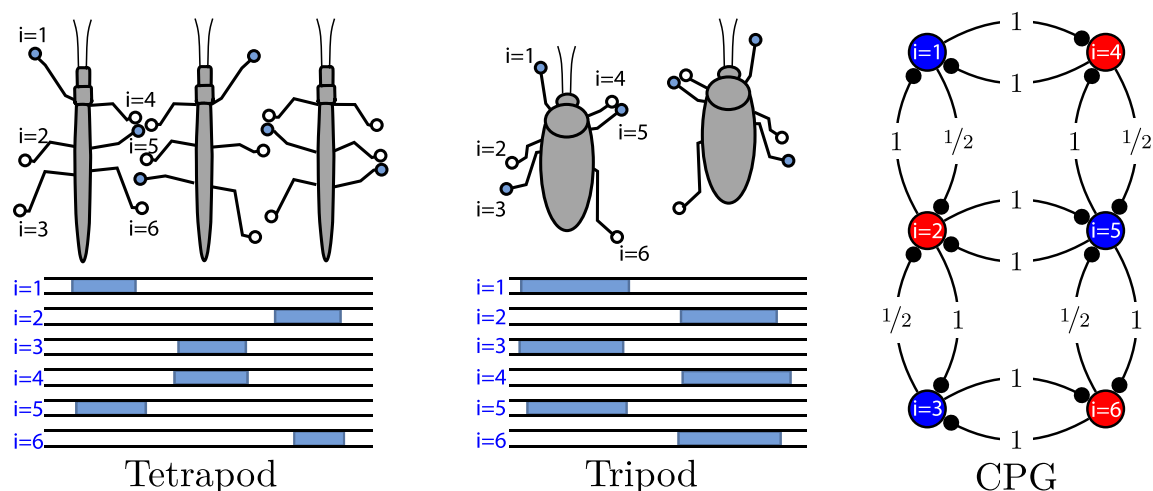 i=1
i=4
i=2
i=5
i=3
i=6
i=1
i=4
i=5
i=2
i=3
i=6
i=1
i=2
i=3
i=4
i=5
i=6
Tetrapod
i=1
i=2
i=3
i=4
i=5
i=6
Tripod
1
i=1
i=4
1
1
1/2
1
1/2
1
i=2
i=5
1
1/2
1
1/2
1
1
i=3
i=6
1
CPG